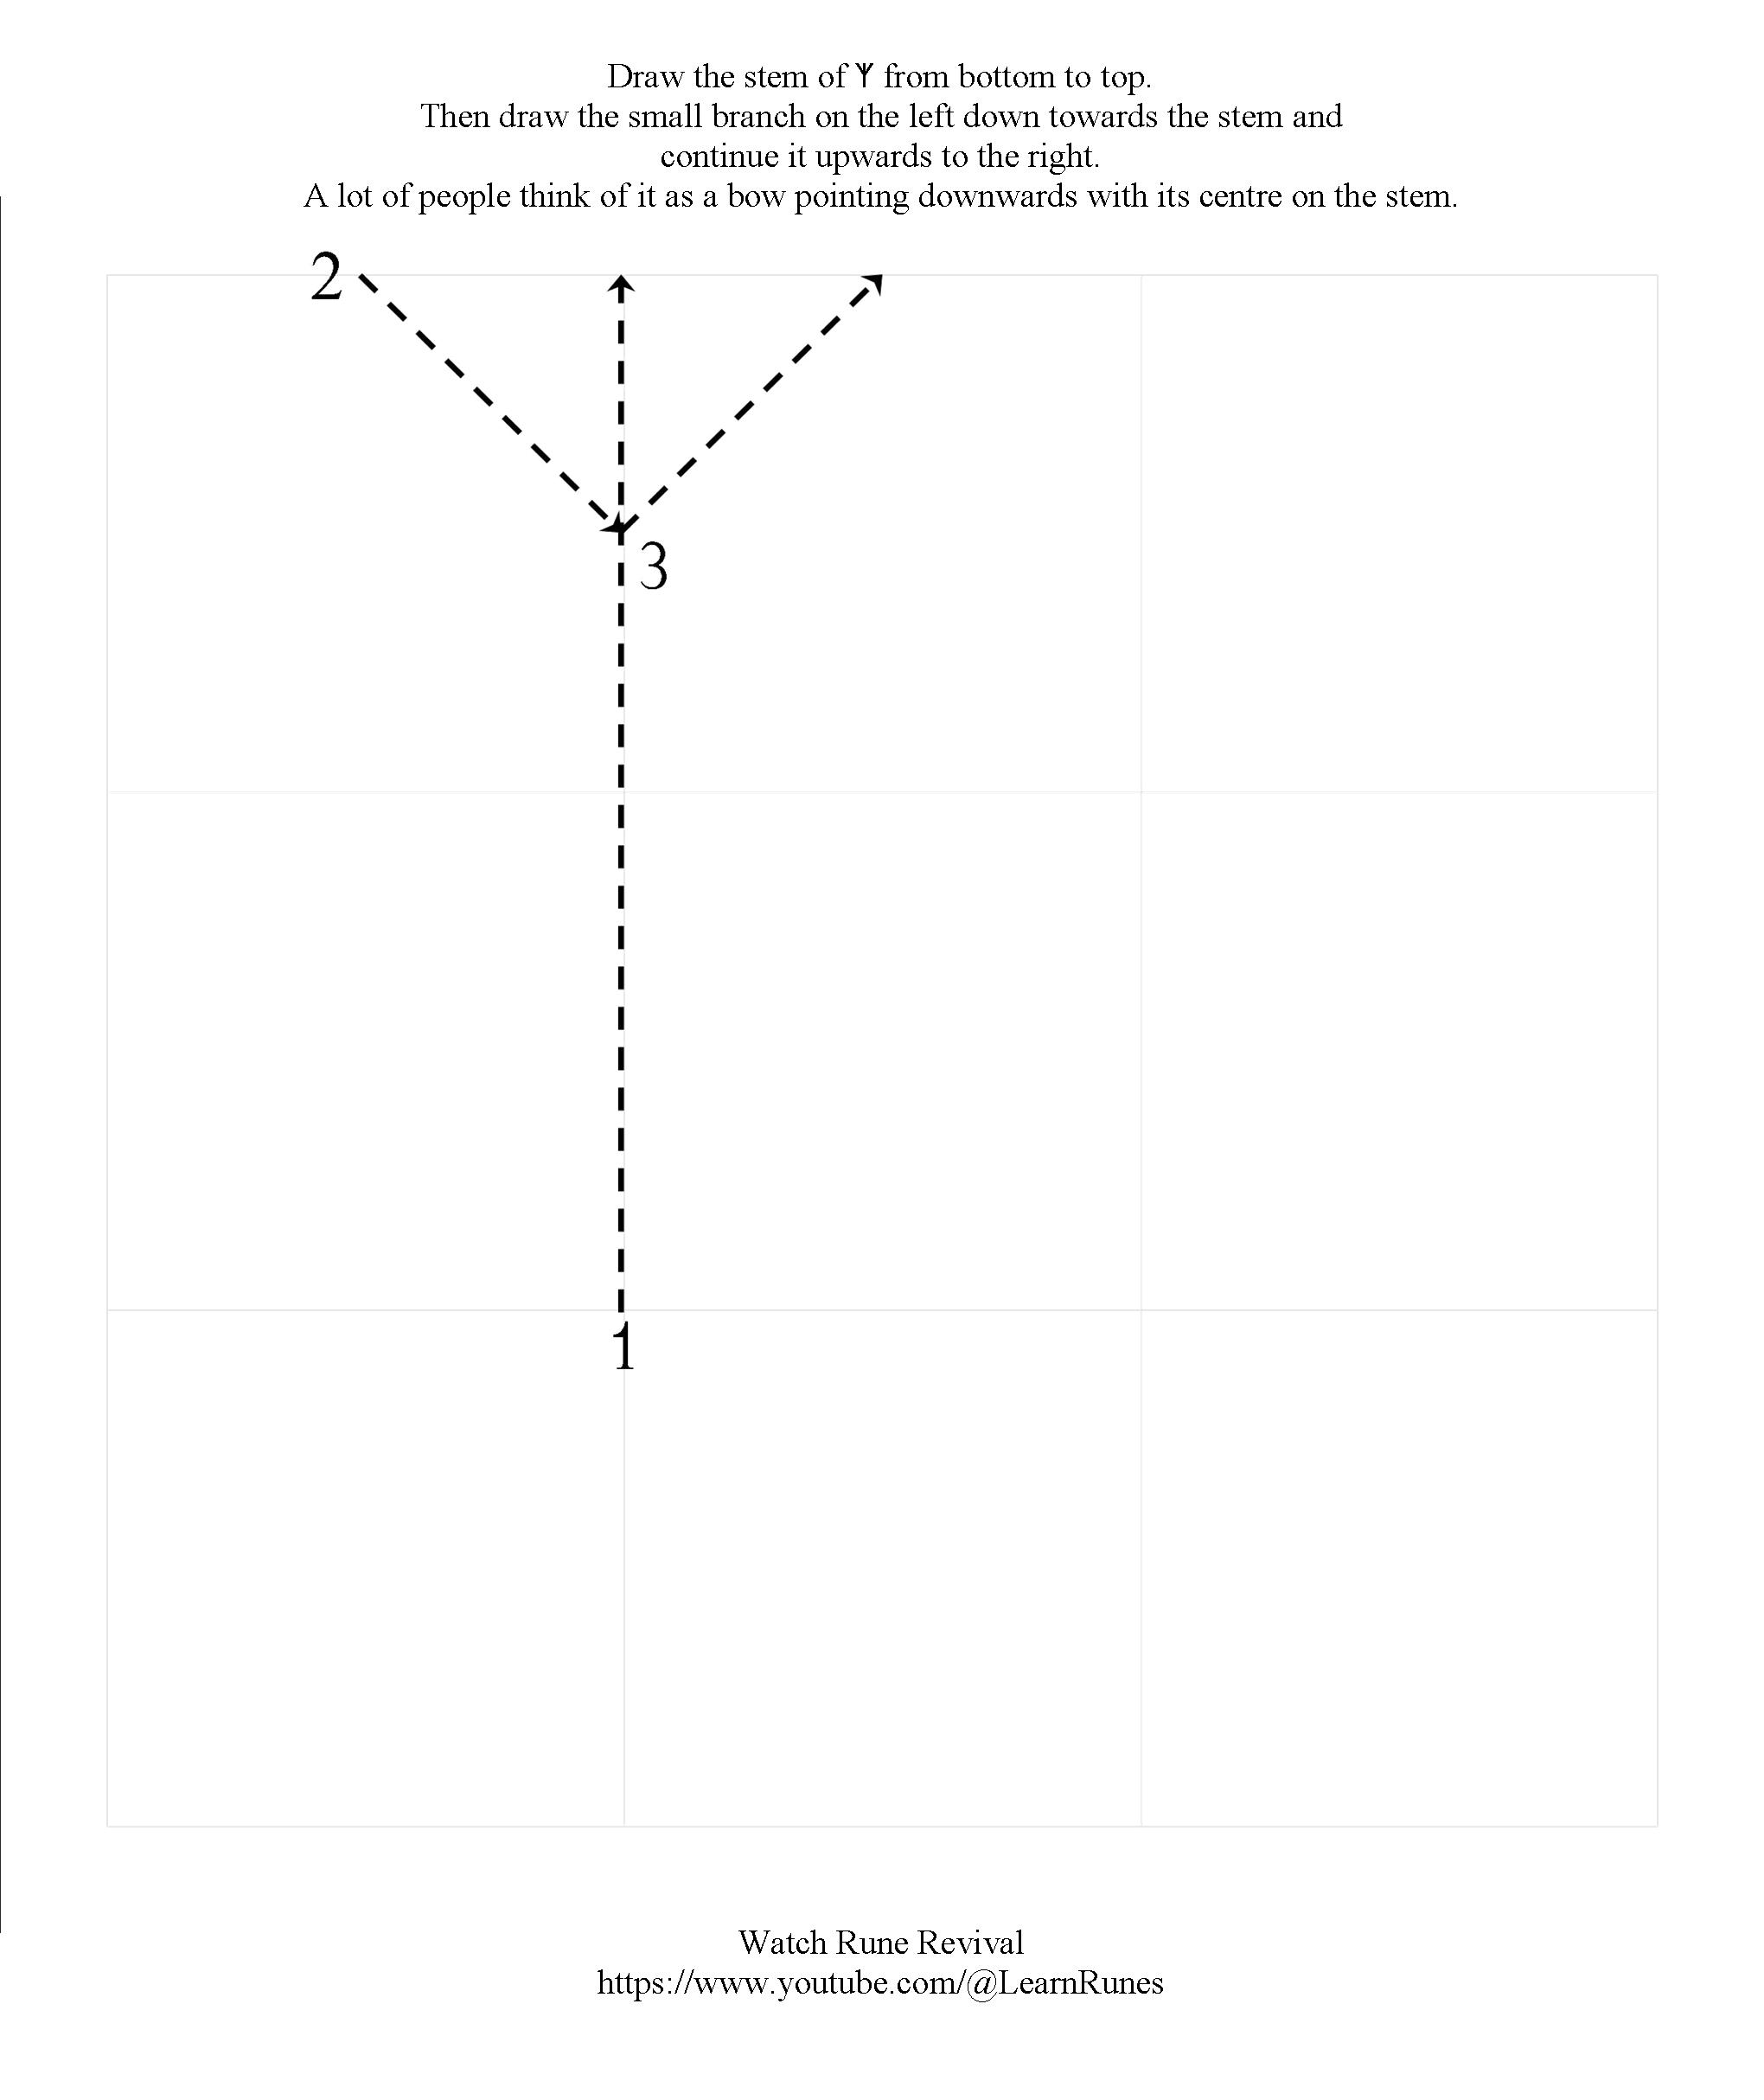 Draw the stem of ᛉ from bottom to top.
Then draw the small branch on the left down towards the stem and
continue it upwards to the right.
A lot of people think of it as a bow pointing downwards with its centre on the stem.
2
3
1
Watch Rune Revival
https://www.youtube.com/@LearnRunes